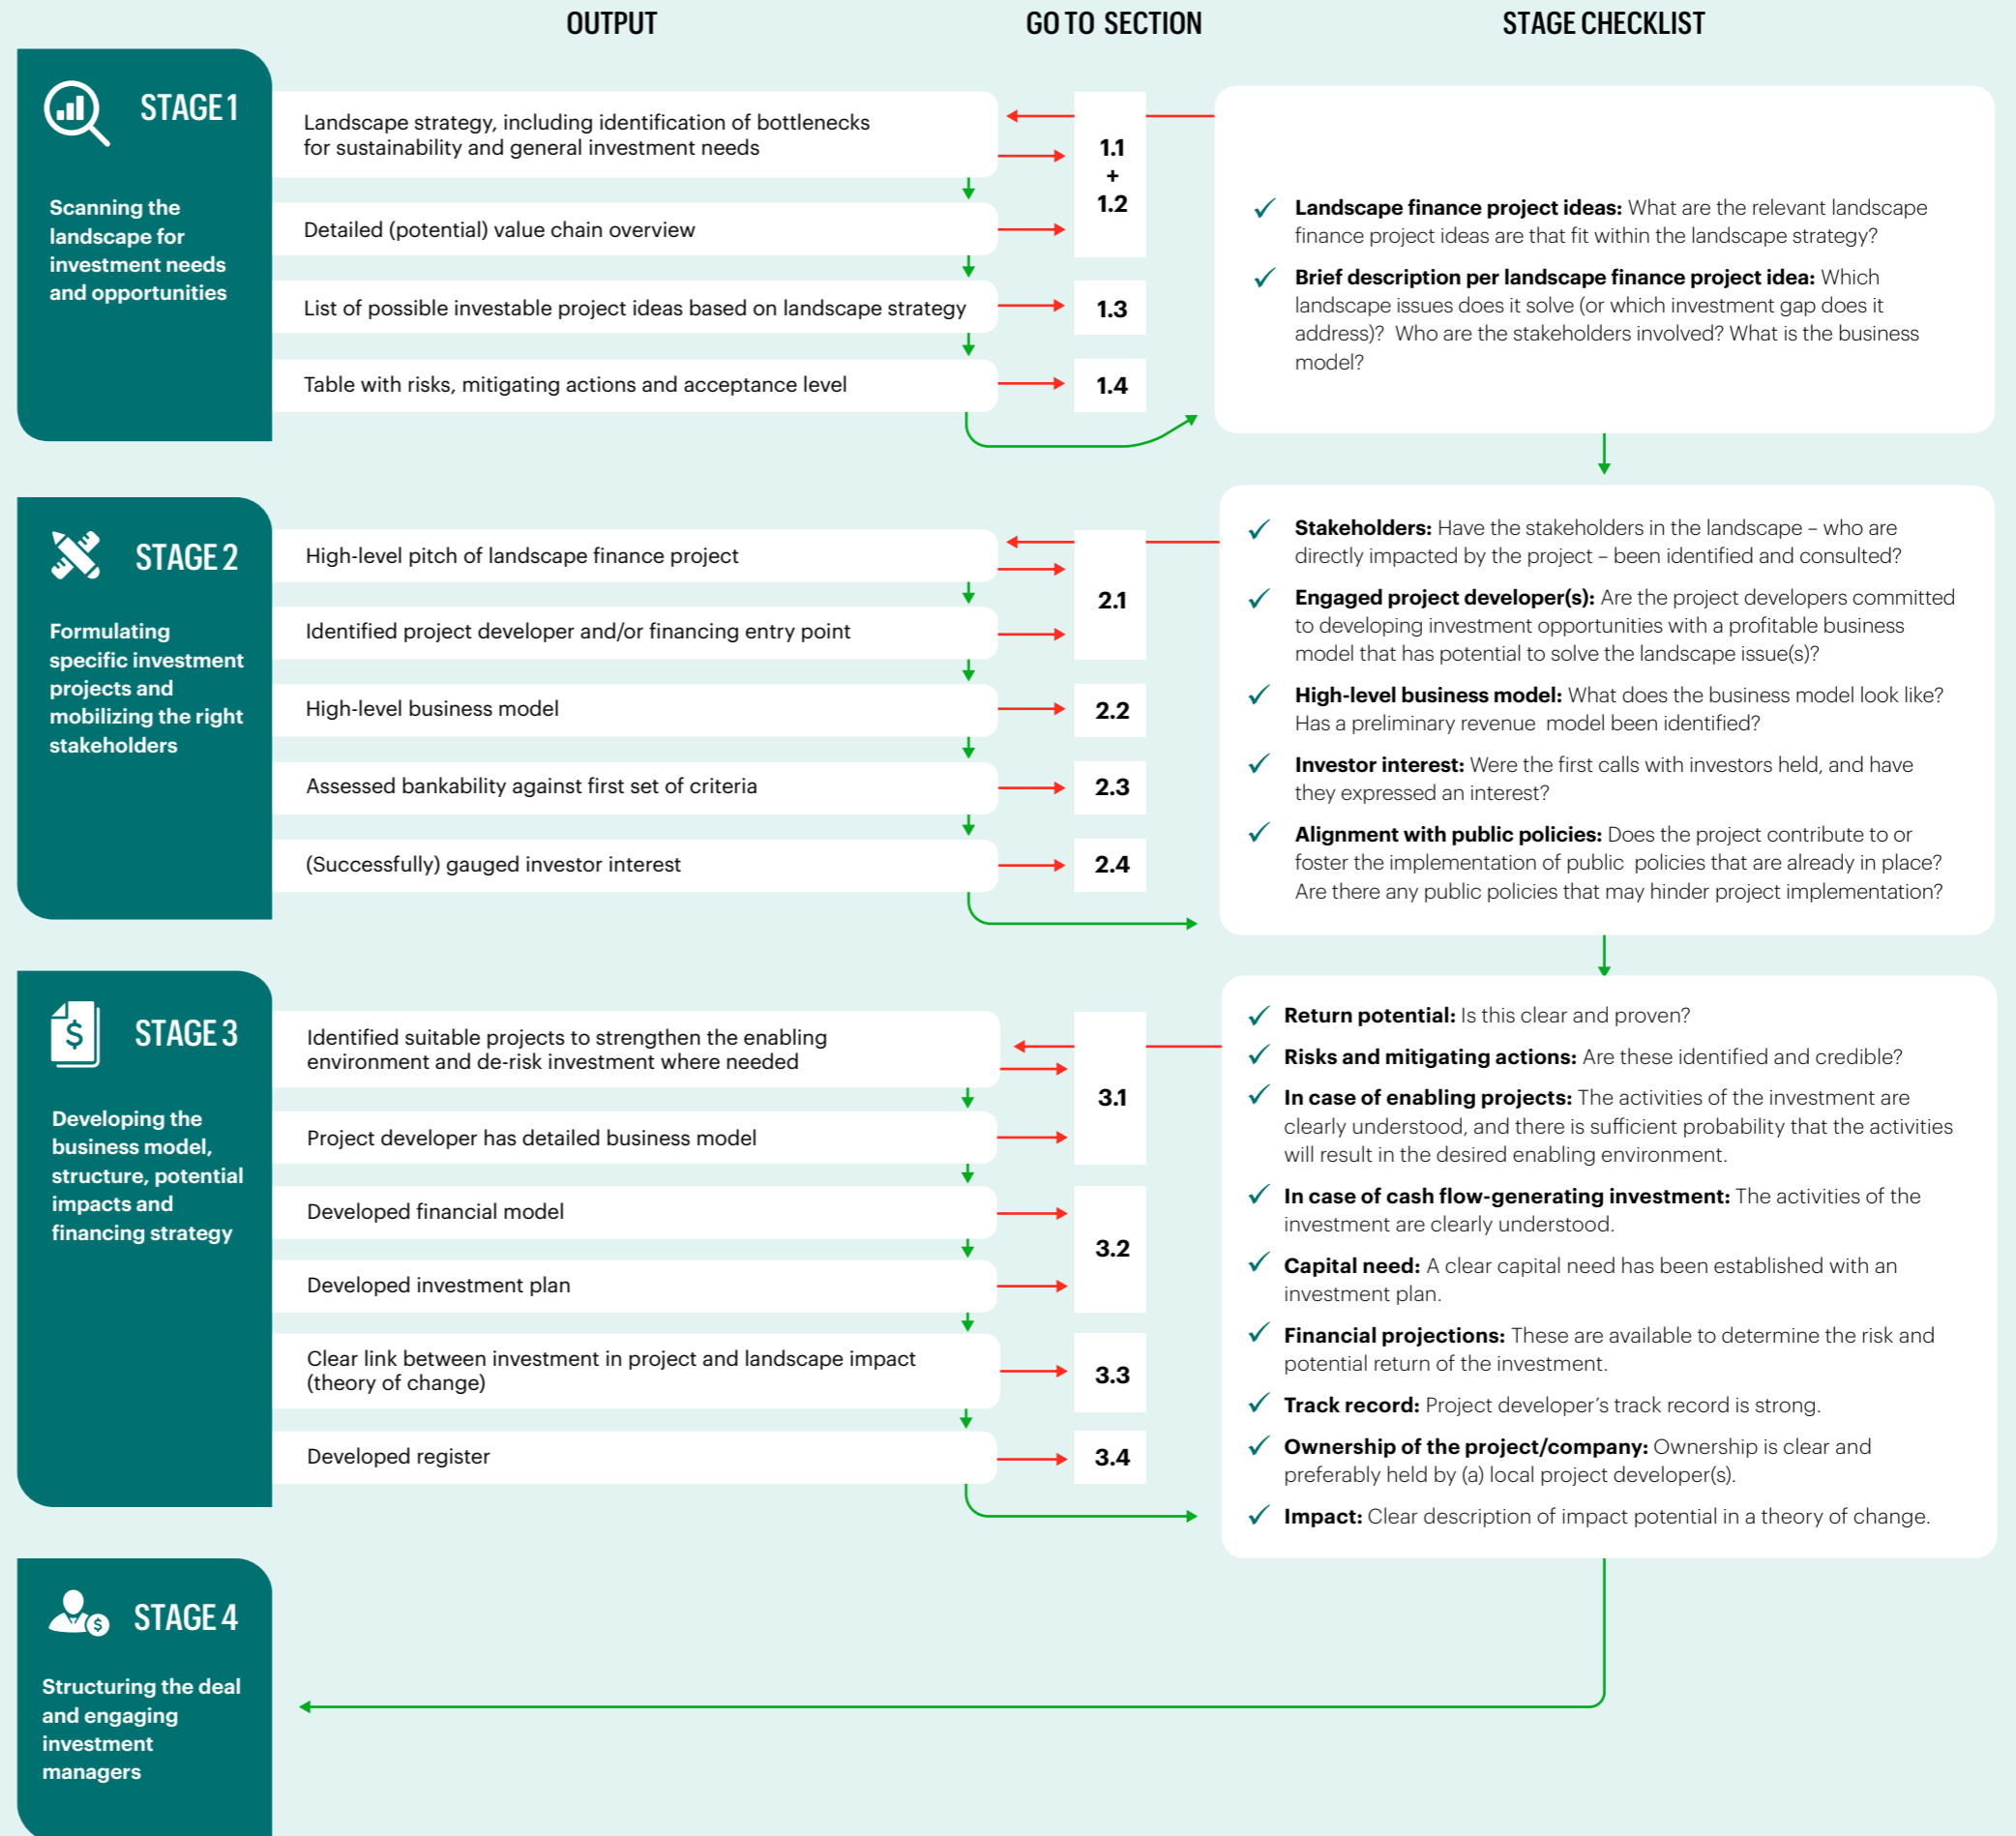 OUTPUT
GO TO SECTION
STAGE CHECKLIST
STAGE 1
Scanning the
landscape for
investment needs
and opportunities
Landscape strategy, including identification of bottlenecks
for sustainability and general investment needs
Detailed (potential) value chain overview
List of possible investable project ideas based on landscape strategy
Table with risks, mitigating actions and acceptance level
1.1
+
1.2
1.3
1.4
✓ Landscape finance project ideas: What are the relevant landscape
finance project ideas are that fit within the landscape strategy?
✓ Brief description per landscape finance project idea: Which
landscape issues does it solve (or which investment gap does it
address)? Who are the stakeholders involved? What is the business
model?
STAGE 2
Formulating
specific investment
projects and
mobilizing the right
stakeholders
High-level pitch of landscape finance project
Identified project developer and/or financing entry point
High-level business model
Assessed bankability against first set of criteria
(Successfully) gauged investor interest
2.1
2.2
2.3
2.4
✓ Stakeholders: Have the stakeholders in the landscape – who are
directly impacted by the project – been identified and consulted?
✓ Engaged project developer(s): Are the project developers committed
to developing investment opportunities with a profitable business
model that has potential to solve the landscape issue(s)?
✓ High-level business model: What does the business model look like?
Has a preliminary revenue model been identified?
✓ Investor interest: Were the first calls with investors held, and have
they expressed an interest?
✓ Alignment with public policies: Does the project contribute to or
foster the implementation of public policies that are already in place?
Are there any public policies that may hinder project implementation?
STAGE 3
Developing the
business model,
structure, potential
impacts and
financing strategy
Identified suitable projects to strengthen the enabling
environment and de-risk investment where needed
Project developer has detailed business model
Developed financial model
Developed investment plan
Clear link between investment in project and landscape impact
(theory of change)
Developed register
3.1
3.2
3.3
3.4
✓ Return potential: Is this clear and proven?
✓ Risks and mitigating actions: Are these identified and credible?
✓ In case of enabling projects: The activities of the investment are
clearly understood, and there is sufficient probability that the activities
will result in the desired enabling environment.
✓ In case of cash flow-generating investment: The activities of the
investment are clearly understood.
✓ Capital need: A clear capital need has been established with an
investment plan.
✓ Financial projections: These are available to determine the risk and
potential return of the investment.
✓ Track record: Project developer's track record is strong.
✓ Ownership of the project/company: Ownership is clear and
preferably held by (a) local project developer(s).
✓ Impact: Clear description of impact potential in a theory of change.
STAGE 4
Structuring the deal
and engaging
investment
managers